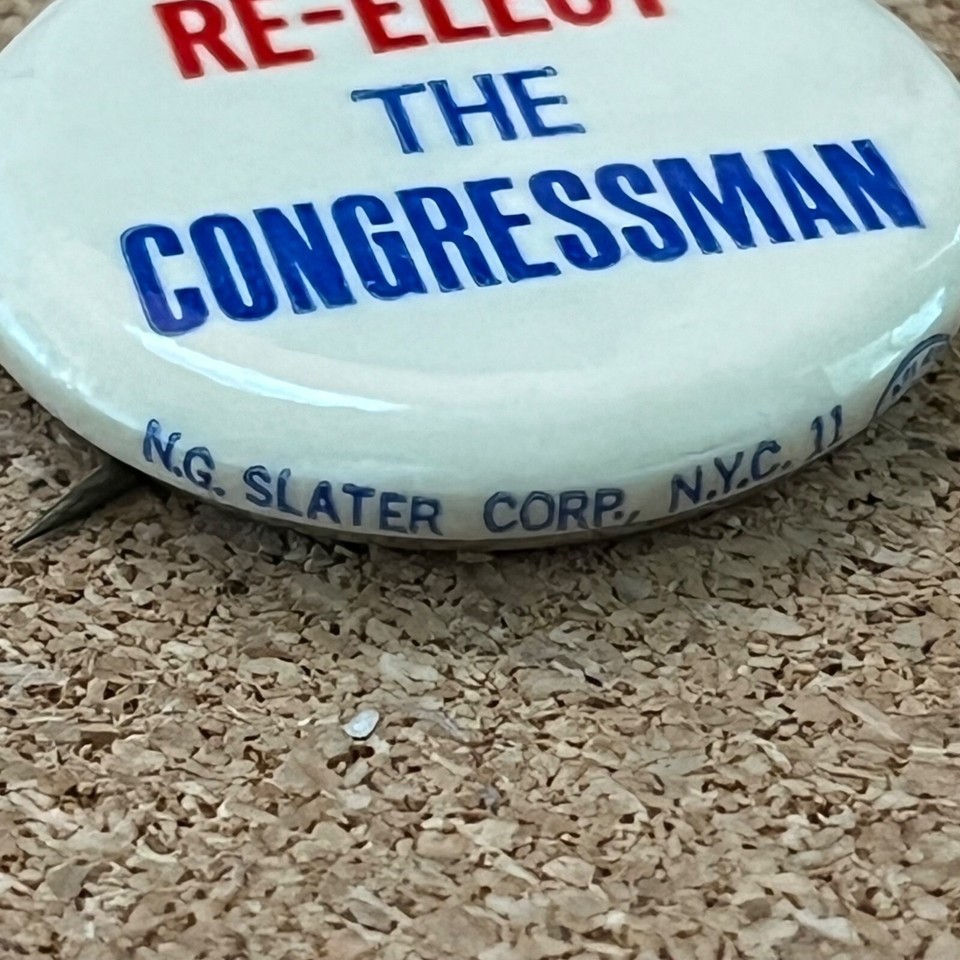 RE-ELECT
THE
CONGRESSMAN
N.G. SLATER CORP., N.Y.C. 11